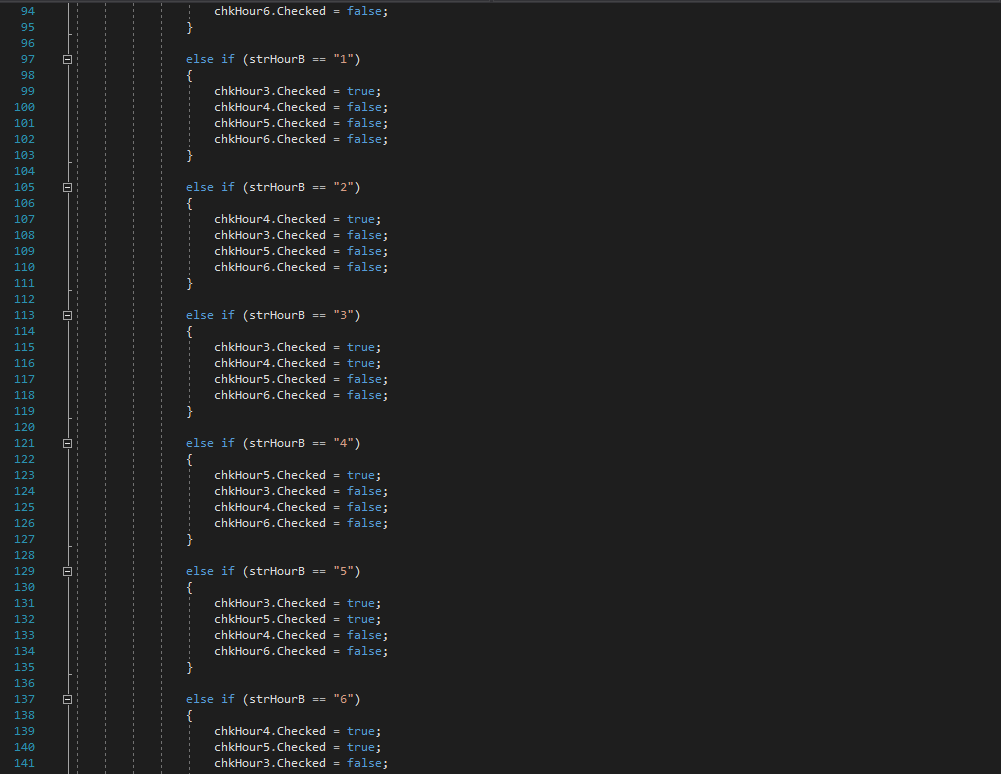 94 chkHour6.Checked = false;
95 }
96
97 else if (strHourB == "1")
98 {
99 chkHour3.Checked = true;
100 chkHour4.Checked = false;
101 chkHour5.Checked = false;
102 chkHour6.Checked = false;
103 }
104
105 else if (strHourB == "2")
106 {
107 chkHour4.Checked = true;
108 chkHour3.Checked = false;
109 chkHour5.Checked = false;
110 chkHour6.Checked = false;
111 }
112
113 else if (strHourB == "3")
114 {
115 chkHour3.Checked = true;
116 chkHour4.Checked = true;
117 chkHour5.Checked = false;
118 chkHour6.Checked = false;
119 }
120
121 else if (strHourB == "4")
122 {
123 chkHour5.Checked = true;
124 chkHour3.Checked = false;
125 chkHour4.Checked = false;
126 chkHour6.Checked = false;
127 }
128
129 else if (strHourB == "5")
130 {
131 chkHour3.Checked = true;
132 chkHour5.Checked = true;
133 chkHour4.Checked = false;
134 chkHour6.Checked = false;
135 }
136
137 else if (strHourB == "6")
138 {
139 chkHour4.Checked = true;
140 chkHour5.Checked = true;
141 chkHour3.Checked = false;